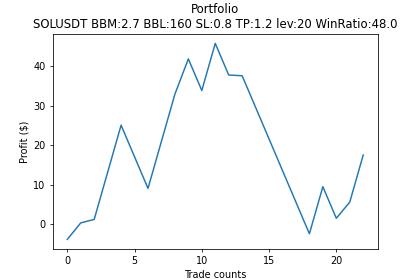 Portfolio
SOLUSDT BBM:2.7 BBL:160 SL:0.8 TP:1.2 lev:20 WinRatio:48.0
40
30
20
10
0
Profit ($)
0 5 10 15 20
Trade counts